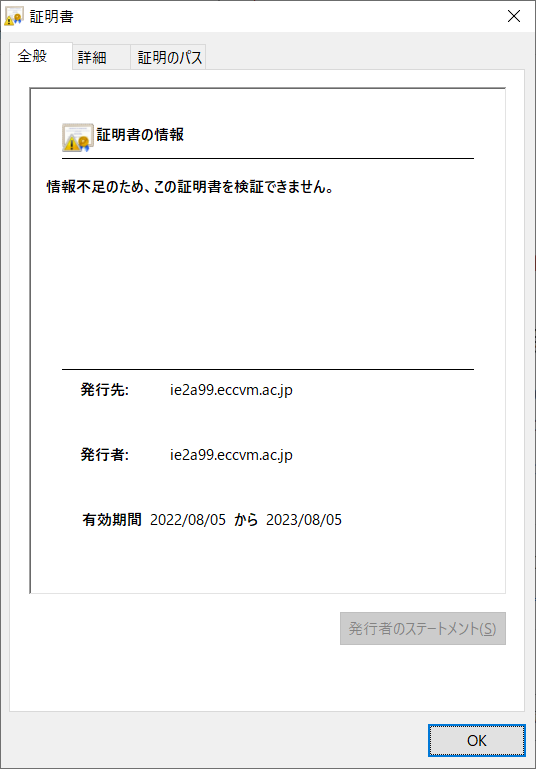 証明書
全般
詳細
証明のパス
証明書の情報
情報不足のため、この証明書を検証できません。
発行先: ie2a99.eccvm.ac.jp
発行者: ie2a99.eccvm.ac.jp
有効期間 2022/08/05 から 2023/08/05
発行者のステートメント(S)
OK